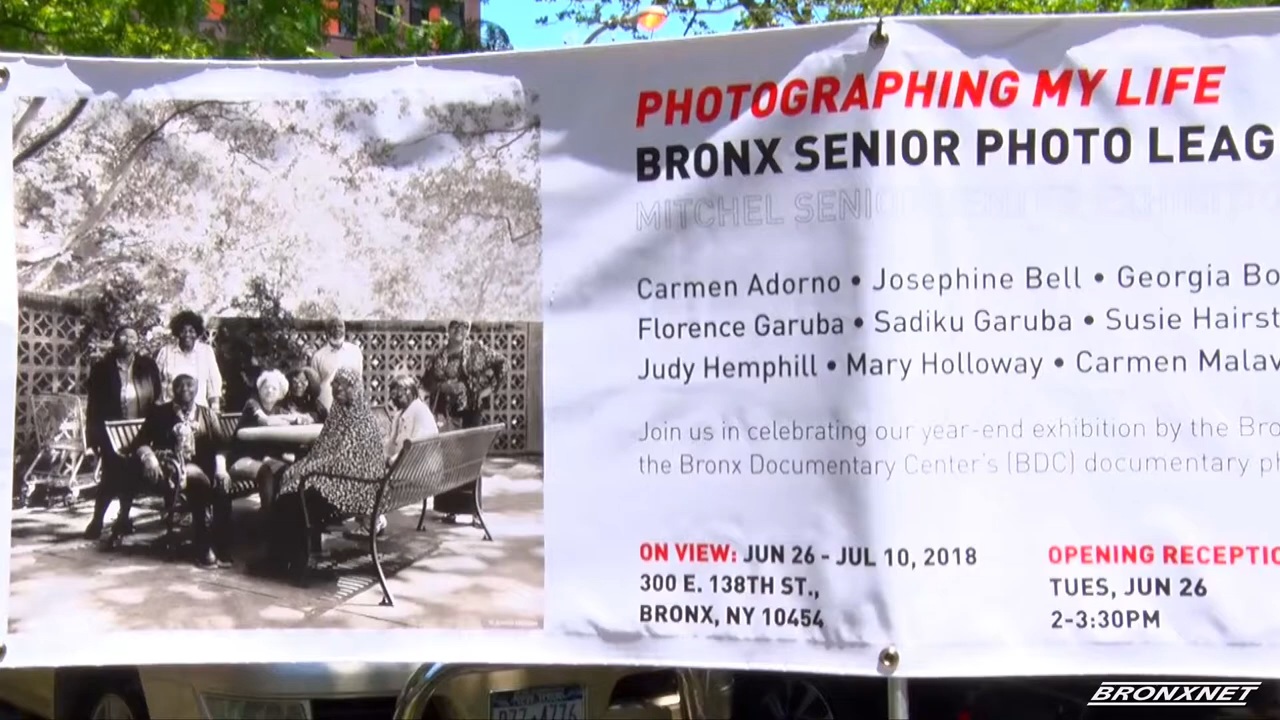 PHOTOGRAPHING MY LIFE
BRONX SENIOR PHOTO LEAG
MITCHEL SENIO
Carmen Adorno • Josephine Bell • Georgia Bo
Florence Garuba • Sadiku Garuba • Susie Hairst
Judy Hemphill • Mary Holloway • Carmen Malav
Join us in celebrating our year-end exhibition by the Bro
the Bronx Documentary Center's (BDC) documentary ph
ON VIEW: JUN 26 - JUL 10, 2018
300 E. 138TH ST.,
BRONX, NY 10454
OPENING RECEPTIO
TUES, JUN 26
2-3:30PM
BRONXNET